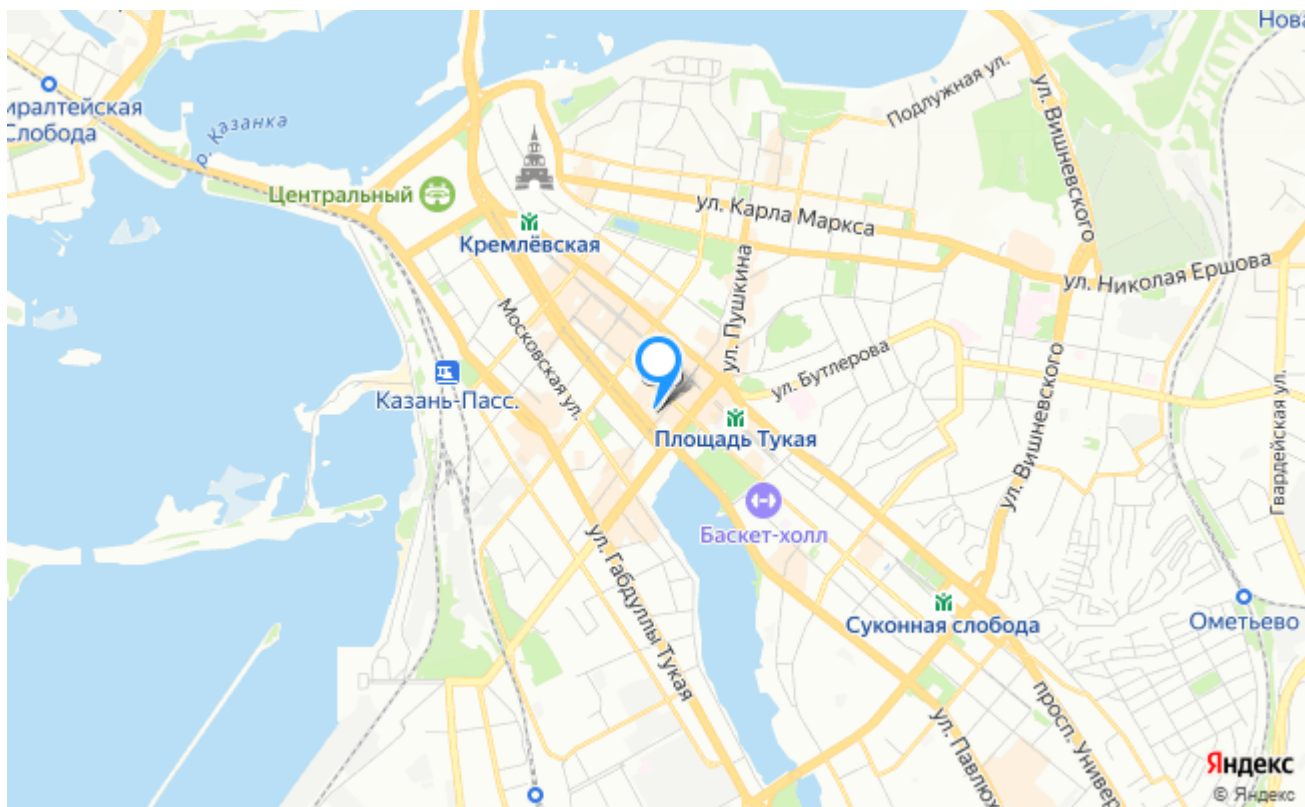 Нова
иралтейская
Слобода
р. Казанка
Подлужная ул.
ул. Вишневского
Центральный
ул. Карла Маркса
Кремлёвская
ул. Николая Ершова
ул. Пушкина
Московская ул.
ул. Бутлерова
Казань-Пасс.
Площадь Тукая
ул. Вишневского
Гвардейская ул.
Баскет-холл
ул. Габдуллы Тукая
Суконная слобода
Ометьево
просп. Универ
ул. Павлюх
Яндекс
© Яндекс